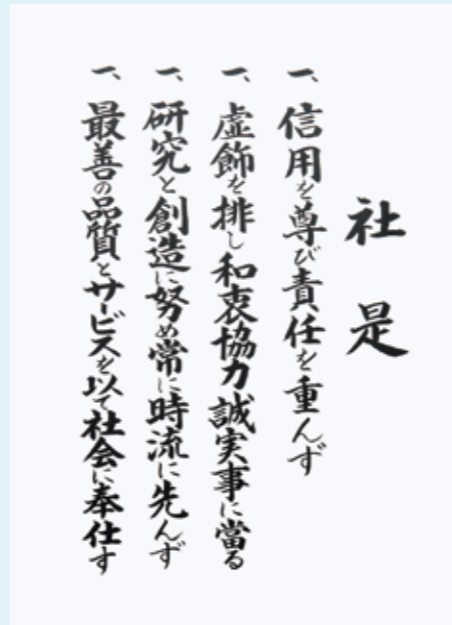 社是
一、信用を尊び責任を重んず
一、虚飾を排し和衷協力誠実事に當る
一、研究と創造に努め常に時流に先んず
一、最善の品質とサービスを以て社会に奉仕す